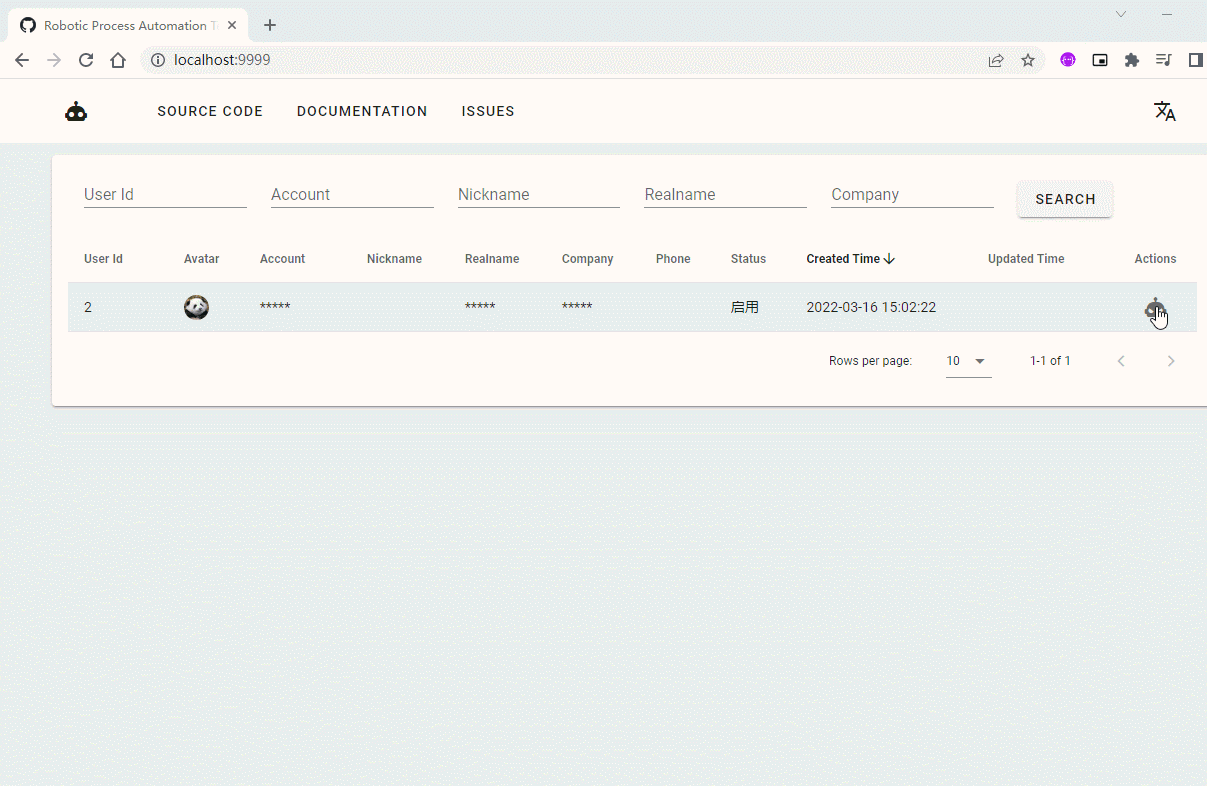 Robotic Process Automation T
localhost:9999
SOURCE CODE DOCUMENTATION ISSUES
User Id Account Nickname Realname Company SEARCH
User Id Avatar Account Nickname Realname Company Phone Status Created Time Updated Time Actions
2 ***** ***** ***** 启用 2022-03-16 15:02:22
Rows per page: 10 1-1 of 1